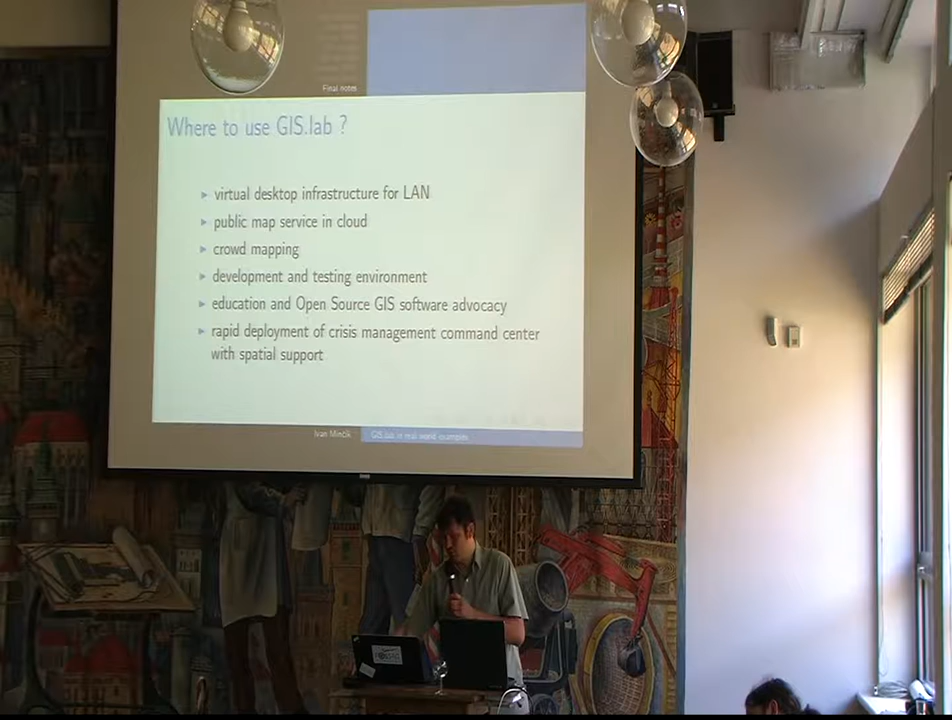 Final notes
Where to use GIS.lab ?
virtual desktop infrastructure for LAN
public map service in cloud
crowd mapping
development and testing environment
education and Open Source GIS software advocacy
rapid deployment of crisis management command center
with spatial support
Ivan Minčík
GIS.lab in real world examples